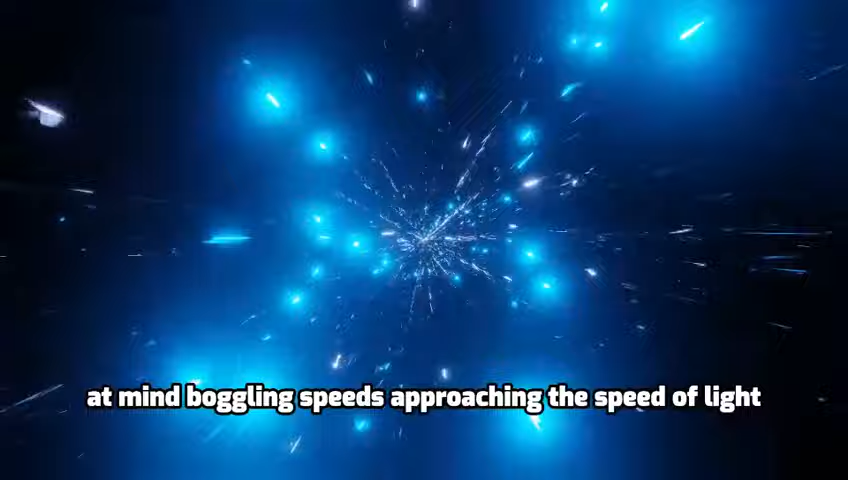 at mind boggling speeds approaching the speed of light